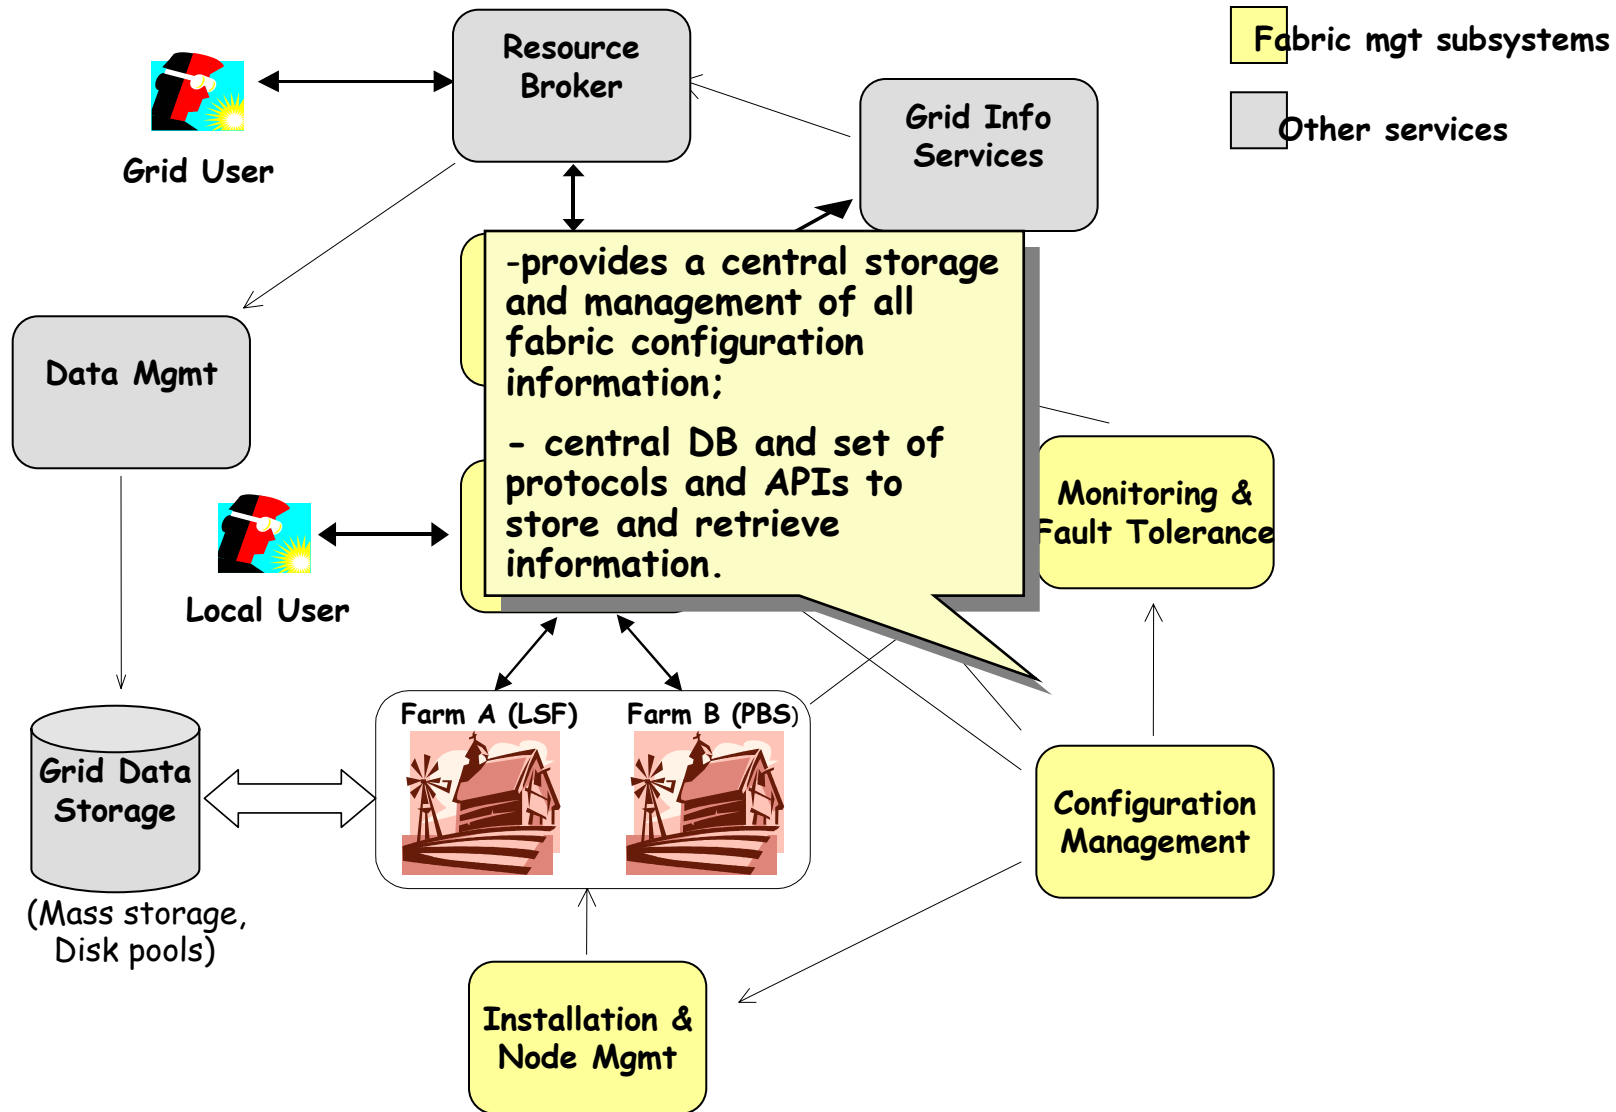 Resource
Broker
Fabric mgt subsystems
Grid Info
Services
Other services
Grid User
-provides a central storage
and management of all
fabric configuration
information;
- central DB and set of
protocols and APIs to
store and retrieve
information.
Data Mgmt
Monitoring &
Fault Tolerance
Local User
Farm A (LSF)
Farm B (PBS)
Grid Data
Storage
Configuration
Management
(Mass storage,
Disk pools)
Installation &
Node Mgmt